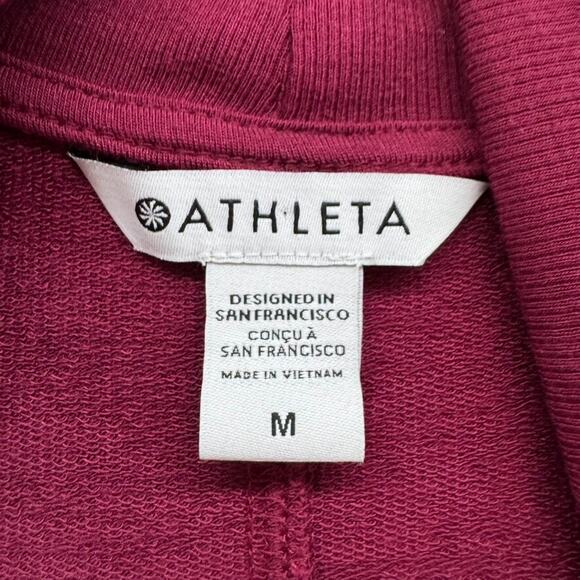 ATHLETA
DESIGNED IN
SAN FRANCISCO
CONÇU À
SAN FRANCISCO
MADE IN VIETNAM
M